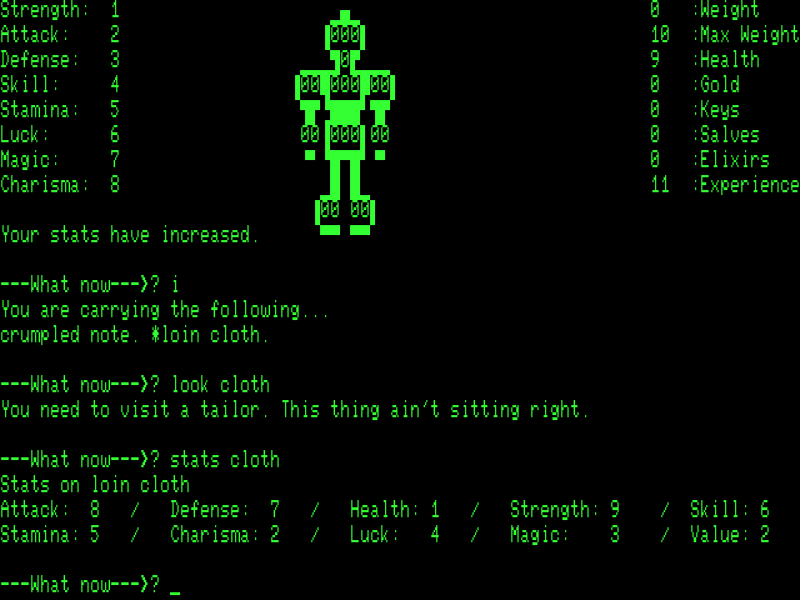 Strength: 1 0 :Weight
Attack: 2 000 10 :Max Weight
Defense: 3 0 9 :Health
Skill: 4 00 000 00 0 :Gold
Stamina: 5 0 :Keys
Luck: 6 00 000 00 0 :Salves
Magic: 7 0 :Elixirs
Charisma: 8 11 :Experience
00 00
Your stats have increased.
---What now--->? i
You are carrying the following...
crumpled note. *loin cloth.
---What now--->? look cloth
You need to visit a tailor. This thing ain't sitting right.
---What now--->? stats cloth
Stats on loin cloth
Attack: 8 / Defense: 7 / Health: 1 / Strength: 9 / Skill: 6
Stamina: 5 / Charisma: 2 / Luck: 4 / Magic: 3 / Value: 2
---What now--->? _